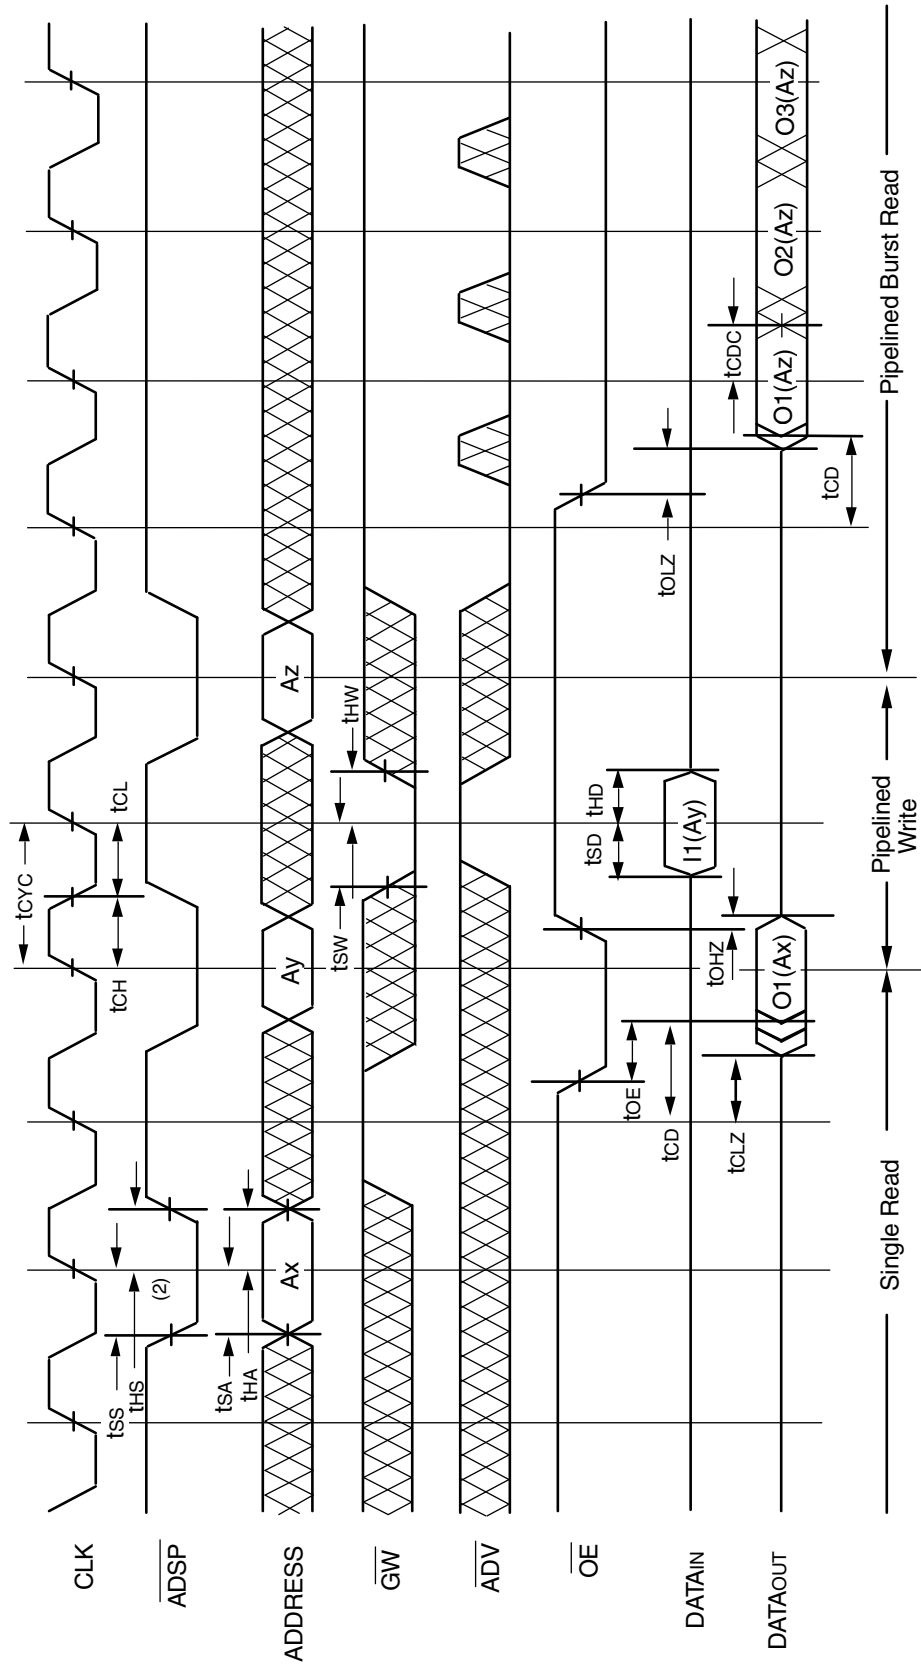 CLK
tCYC
tCH
tCL
tSS
tHS
ADSP
(2)
tSA
tHA
ADDRESS
Ax
Ay
Az
tSW
tHW
GW
ADV
OE
tOE
tOHZ
tSD
tHD
tOLZ
DATAIN
I1(Ay)
tCD
tCLZ
tCDC
tCD
DATAOUT
O1(Ax)
O1(Az)
O2(Az)
O3(Az)
Single Read
Pipelined
Write
Pipelined Burst Read